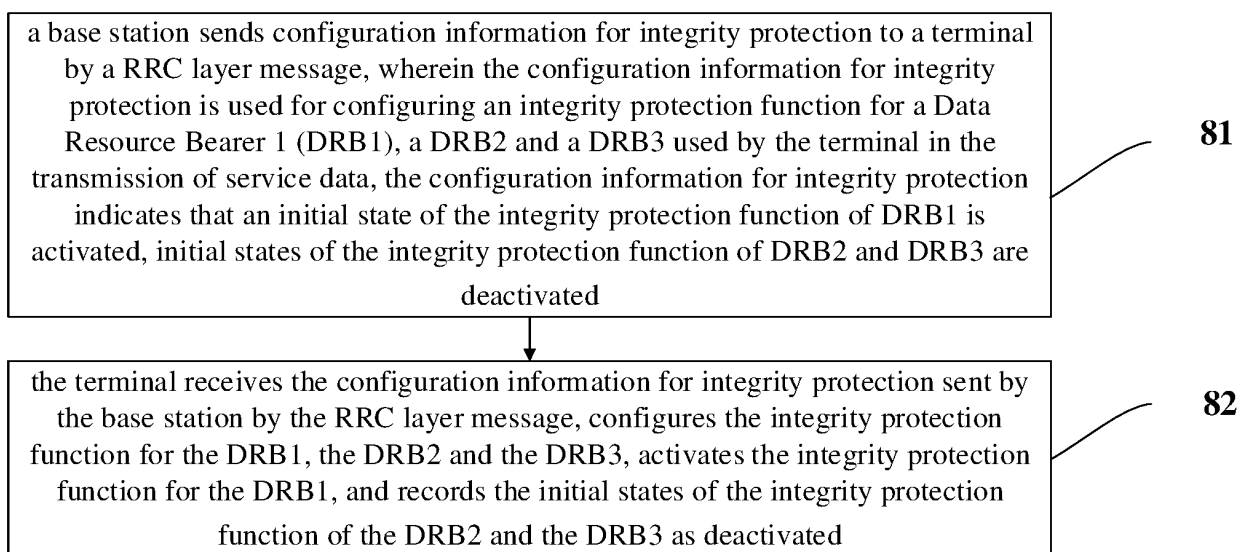 a base station sends configuration information for integrity protection to a terminal
by a RRC layer message, wherein the configuration information for integrity
protection is used for configuring an integrity protection function for a Data
Resource Bearer 1 (DRB1), a DRB2 and a DRB3 used by the terminal in the
transmission of service data, the configuration information for integrity protection
indicates that an initial state of the integrity protection function of DRB1 is
activated, initial states of the integrity protection function of DRB2 and DRB3 are
deactivated
81
the terminal receives the configuration information for integrity protection sent by
the base station by the RRC layer message, configures the integrity protection
function for the DRB1, the DRB2 and the DRB3, activates the integrity protection
function for the DRB1, and records the initial states of the integrity protection
function of the DRB2 and the DRB3 as deactivated
82